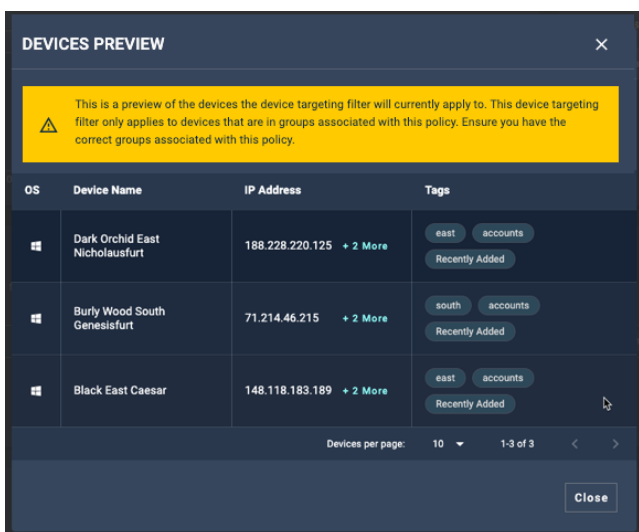 DEVICES PREVIEW
This is a preview of the devices the device targeting filter will currently apply to. This device targeting
filter only applies to devices that are in groups associated with this policy. Ensure you have the
correct groups associated with this policy.
OS Device Name IP Address Tags
Dark Orchid East
Nicholausfurt
188.228.220.125 + 2 More
east accounts
Recently Added
Burly Wood South
Genesisfurt
71.214.46.215 + 2 More
south accounts
Recently Added
Black East Caesar
148.118.183.189 + 2 More
east accounts
Recently Added
Devices per page: 10 1-3 of 3
Close